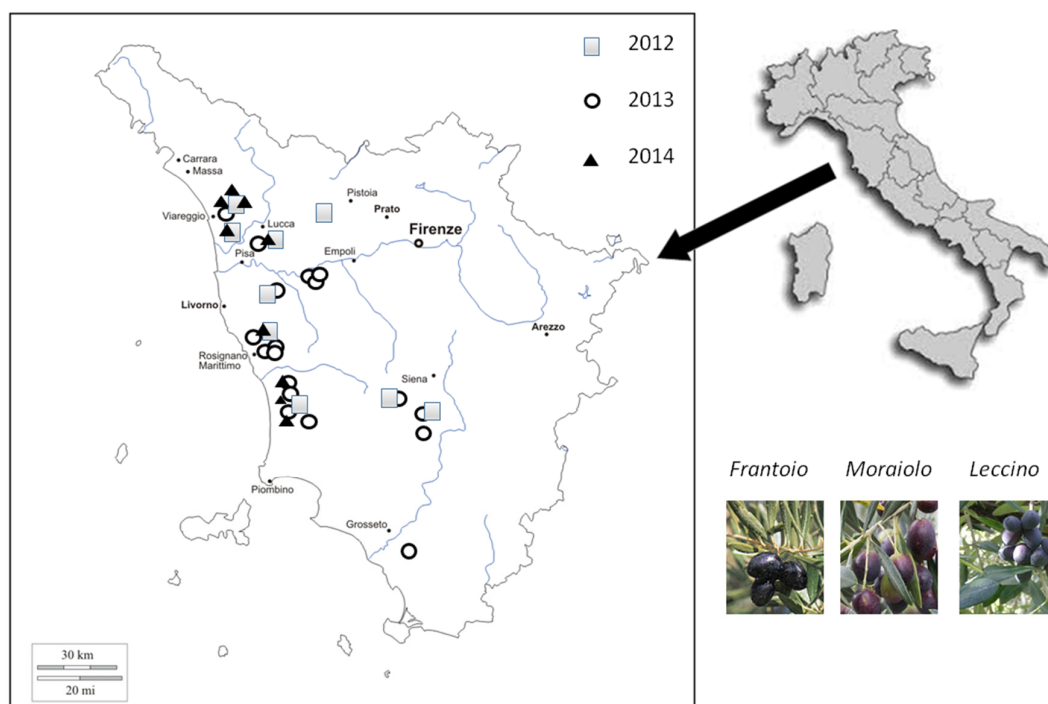 2012
2013
2014
Carrara
Massa
Pistoia
Prato
Viareggio
Lucca
Firenze
Pisa
Empoli
Livorno
Arezzo
Rosignano
Marittimo
Siena
Piombino
Grosseto
30 km
20 mi
Frantoio
Moraiolo
Leccino